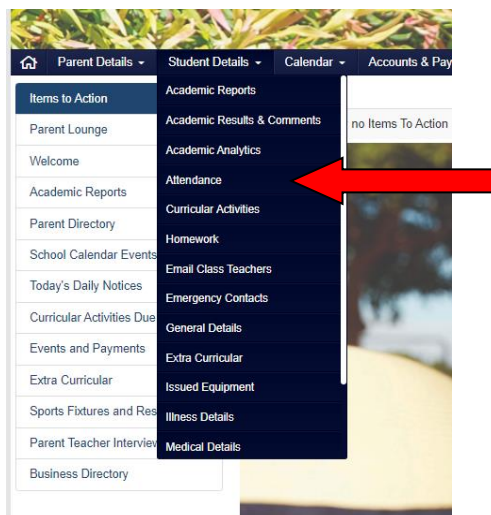 Parent Details
Student Details
Calendar
Accounts & Pay
Items to Action
Parent Lounge
Welcome
Academic Reports
Parent Directory
School Calendar Events
Today's Daily Notices
Curricular Activities Due
Events and Payments
Extra Curricular
Sports Fixtures and Res
Parent Teacher Interview
Business Directory
Academic Reports
Academic Results & Comments
Academic Analytics
Attendance
Curricular Activities
Homework
Email Class Teachers
Emergency Contacts
General Details
Extra Curricular
Issued Equipment
Illness Details
Medical Details
no Items To Action